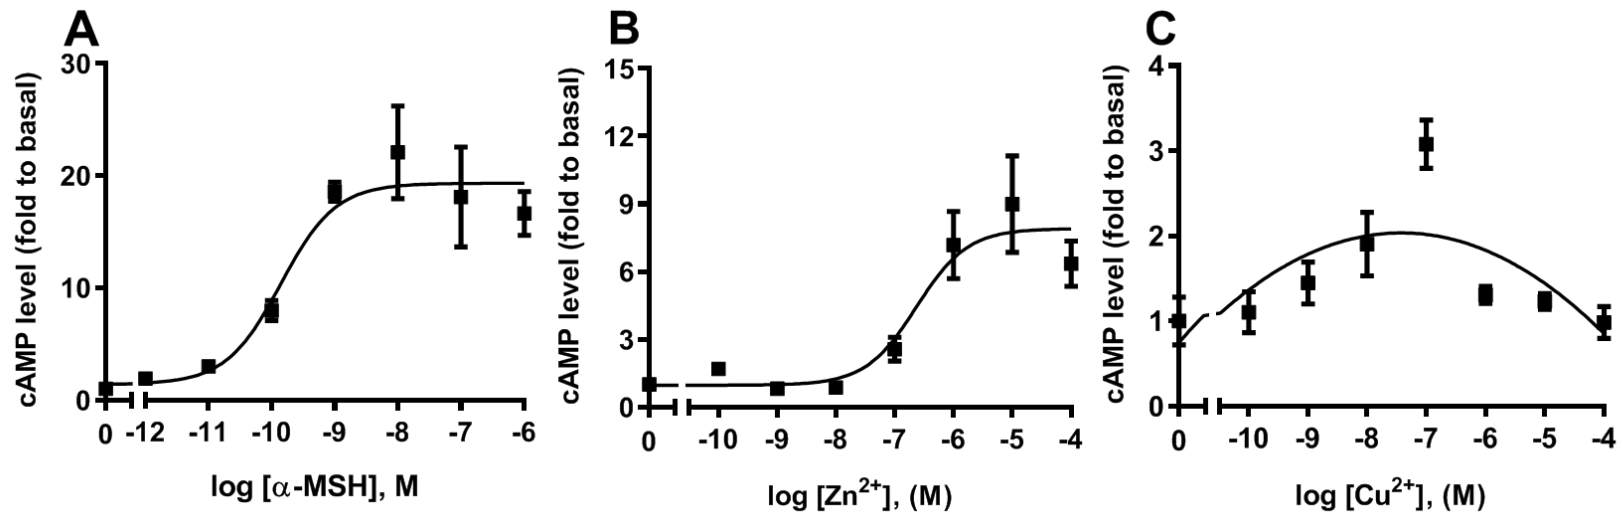 A
cAMP level (fold to basal)
30
20
10
0
0 -12 -11 -10 -9 -8 -7 -6
log [α-MSH], M
B
cAMP level (fold to basal)
15
12
9
6
3
0
0 -10 -9 -8 -7 -6 -5 -4
log [Zn²⁺], (M)
C
cAMP level (fold to basal)
4
3
2
1
0
0 -10 -9 -8 -7 -6 -5 -4
log [Cu²⁺], (M)